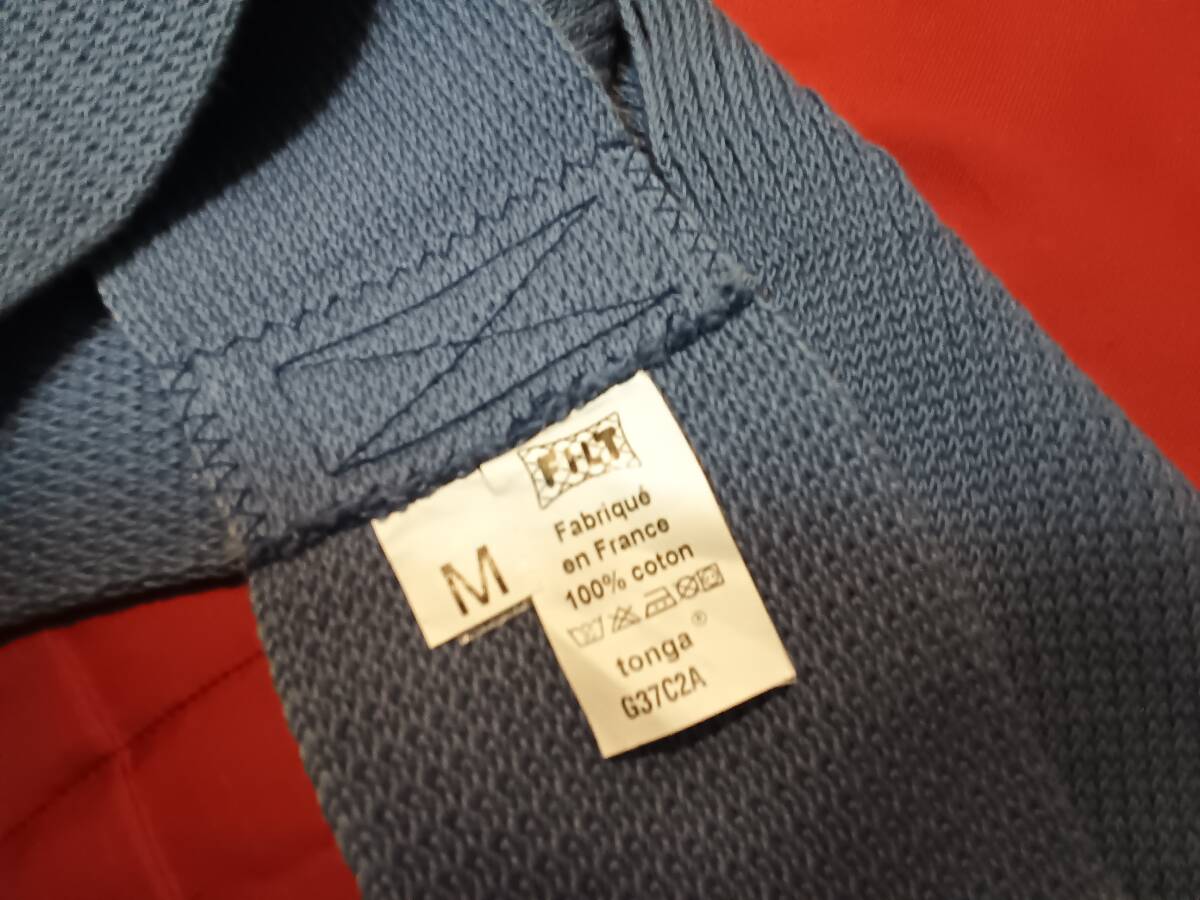 FILT
Fabriqué
en France
100% coton
tonga®
G37C2A
M